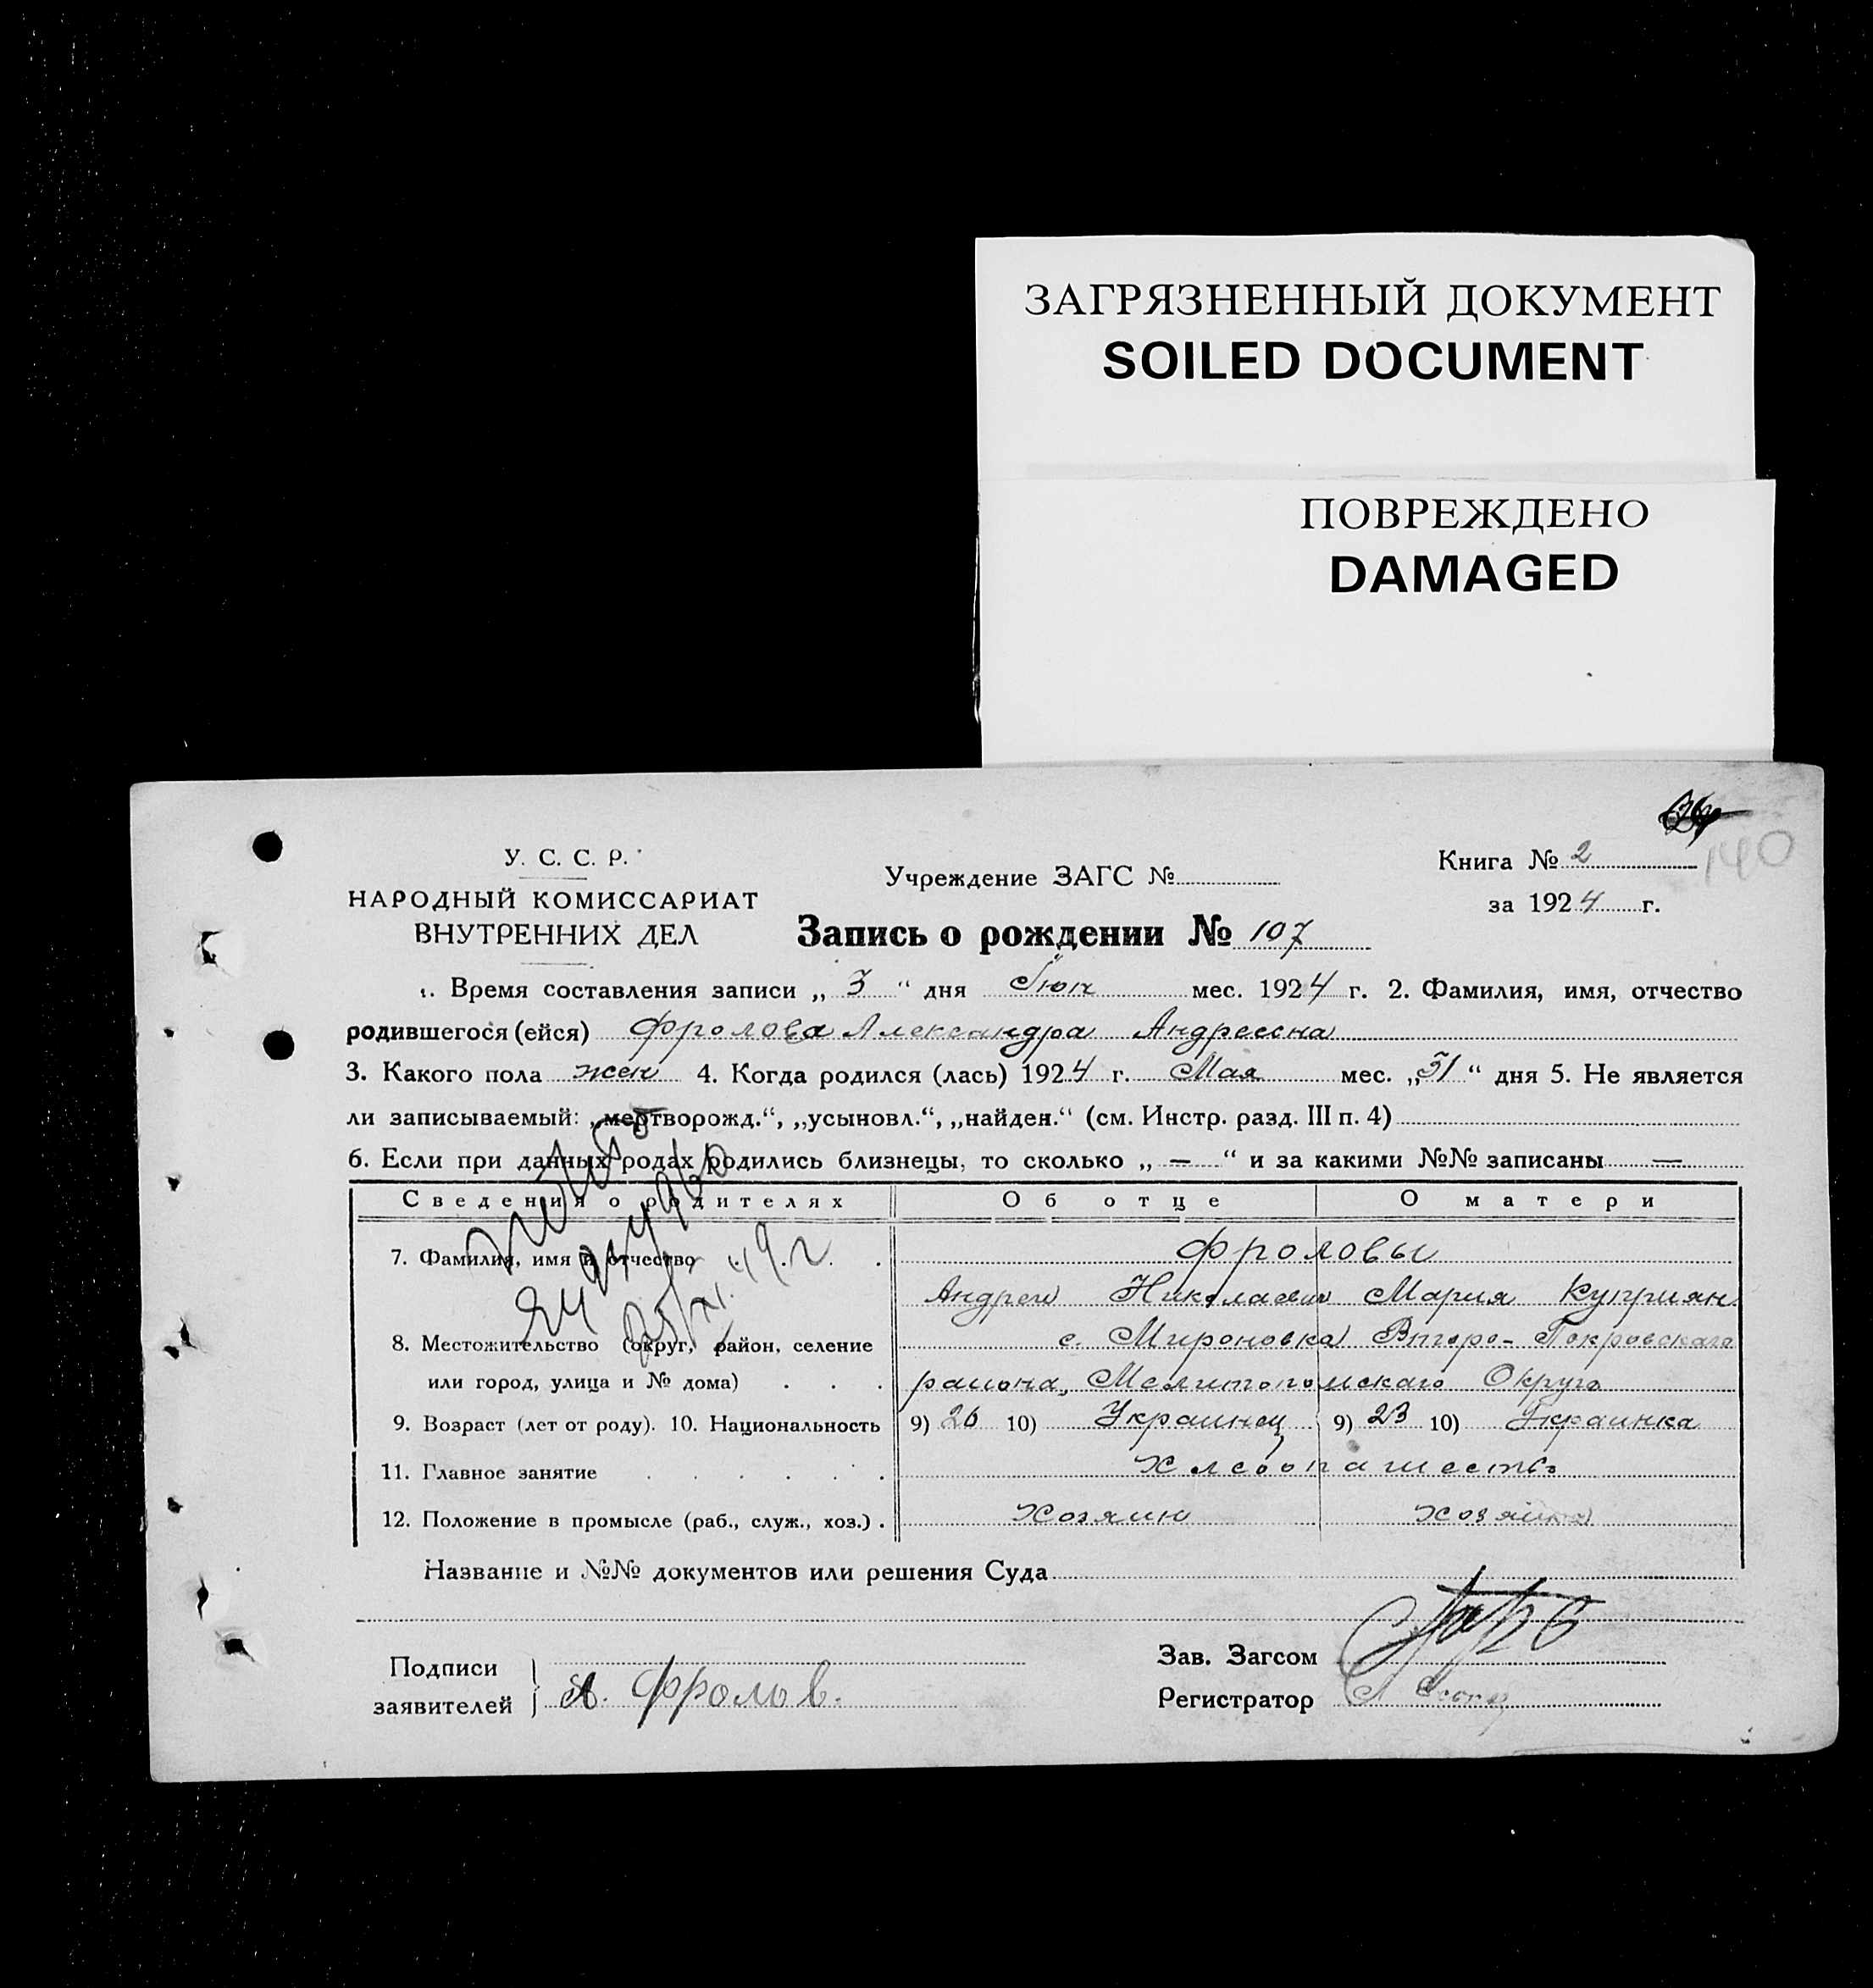 ЗАГРЯЗНЕННЫЙ ДОКУМЕНТ
SOILED DOCUMENT
ПОВРЕЖДЕНО
DAMAGED
140
У. С. С. Р.
НАРОДНЫЙ КОМИССАРИАТ
ВНУТРЕННИХ ДЕЛ
Учреждение ЗАГС №
Книга № 2
за 1924 г.
Запись о рождении № 107
1. Время составления записи „ 3 “ дня Июн мес. 1924 г. 2. Фамилия, имя, отчество
родившегося (ейся) Фролова Александра Андреевна
3. Какого пола жен 4. Когда родился (лась) 1924 г. Мая мес. „31“ дня 5. Не является
ли записываемый: „мертворожд.“, „усыновл.“, „найден.“ (см. Инстр. разд. III п. 4)
6. Если при данных родах родились близнецы, то сколько „ — “ и за какими №№ записаны —
Сведения о родителях Об отце О матери
7. Фамилия, имя и отчество Фроловы
Андрей Николаевич Мария Куприян.
8. Местожительство (округ, район, селение с. Мироновка Второ-Покровскаго
или город, улица и № дома) района, Мелитопольскаго Округа
9. Возраст (лет от роду). 10. Национальность 9) 26 10) Украинец 9) 23 10) Украинка
11. Главное занятие Хлебопашество
12. Положение в промысле (раб., служ., хоз.) Хозяин Хозяйка
Название и №№ документов или решения Суда
Подписи
заявителей А. Фролов.
Зав. Загсом
Регистратор